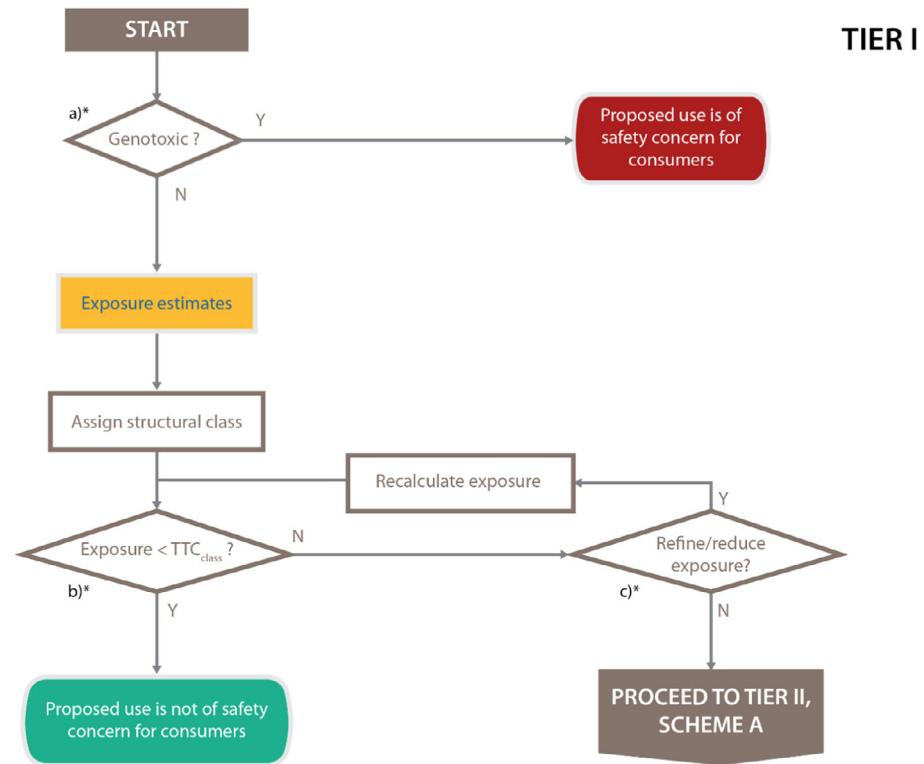 START
TIER I
a)*
Genotoxic ?
Y
Proposed use is of
safety concern for
consumers
N
Exposure estimates
Assign structural class
Recalculate exposure
Y
Exposure < TTCclass ?
N
Refine/reduce
exposure?
b)*
c)*
Y
N
Proposed use is not of safety
concern for consumers
PROCEED TO TIER II,
SCHEME A